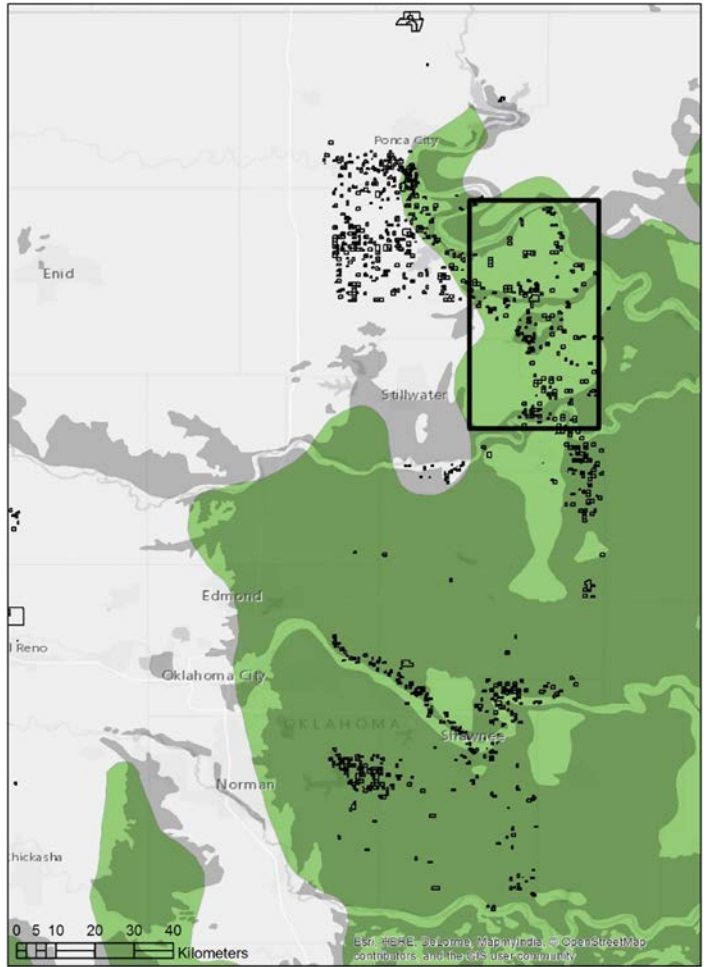 Ponca City
Enid
Stillwater
Edmond
l Reno
Oklahoma City
OKLAHOMA
Shawnee
Norman
hickasha
0 5 10 20 30 40
Kilometers
Esri, HERE, DeLorme, MapmyIndia, © OpenStreetMap
contributors, and the GIS user community